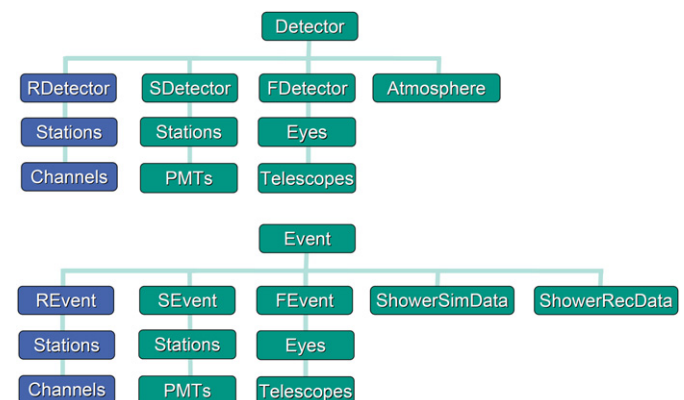 Detector
RDetector SDetector FDetector Atmosphere
Stations Stations Eyes
Channels PMTs Telescopes
Event
REvent SEvent FEvent ShowerSimData ShowerRecData
Stations Stations Eyes
Channels PMTs Telescopes